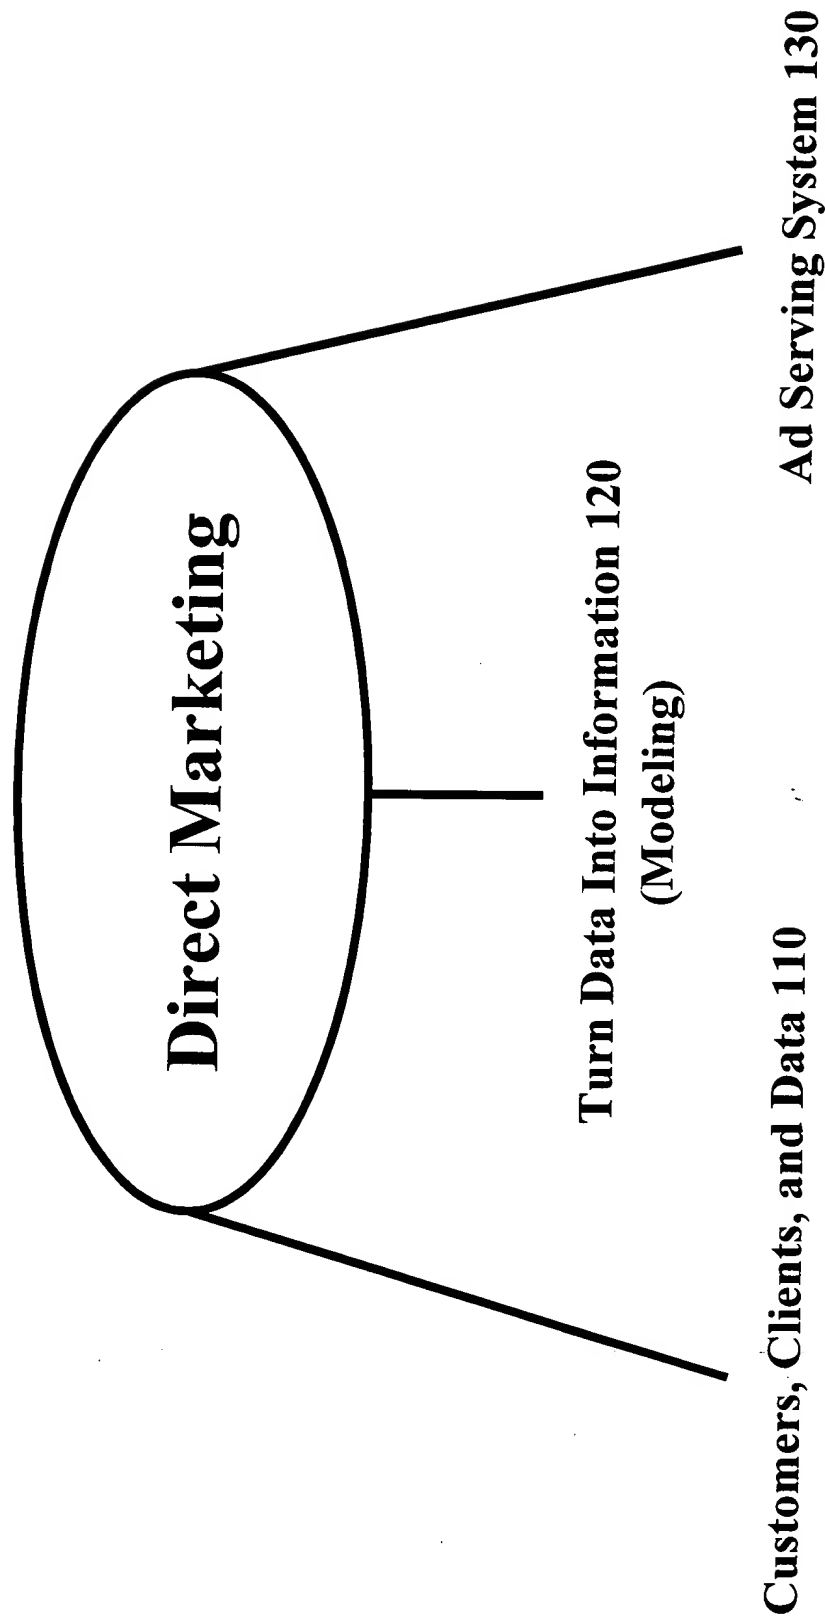 Direct Marketing
Turn Data Into Information 120
(Modeling)
Customers, Clients, and Data 110
Ad Serving System 130